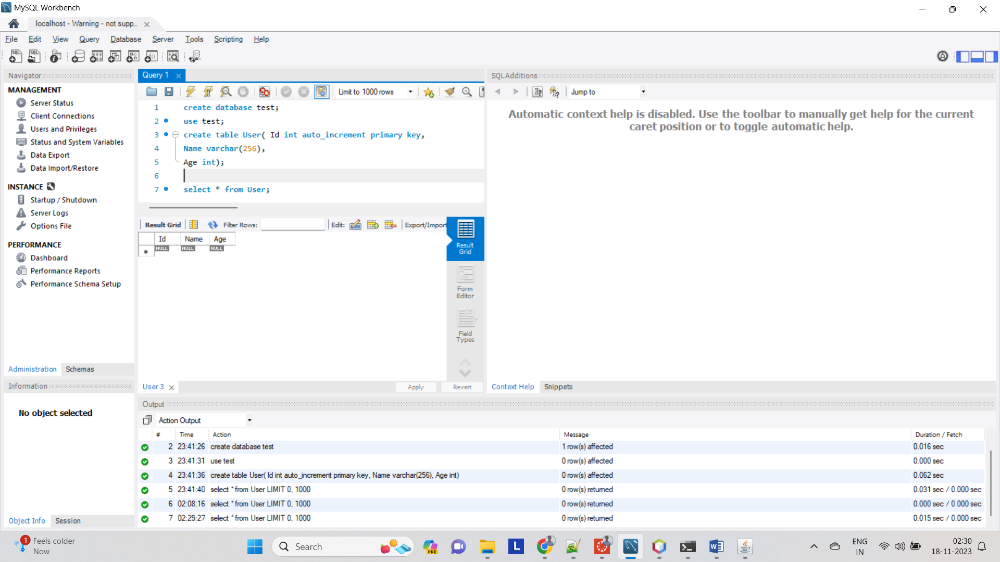 MySQL Workbench
localhost - Warning - not supp...
File Edit View Query Database Server Tools Scripting Help
Navigator
MANAGEMENT
Server Status
Client Connections
Users and Privileges
Status and System Variables
Data Export
Data Import/Restore
INSTANCE
Startup / Shutdown
Server Logs
Options File
PERFORMANCE
Dashboard
Performance Reports
Performance Schema Setup
Administration Schemas
Information
No object selected
Object Info Session
Query 1
Limit to 1000 rows
1 create database test;
2 use test;
3 create table User( Id int auto_increment primary key,
4 Name varchar(256),
5 Age int);
6
7 select * from User;
Result Grid Filter Rows: Edit: Export/Import
Id Name Age
NULL NULL NULL
Result Grid
Form Editor
Field Types
User 3 Apply Revert
SQLAdditions
Jump to
Automatic context help is disabled. Use the toolbar to manually get help for the current
caret position or to toggle automatic help.
Context Help Snippets
Output
Action Output
# Time Action Message Duration / Fetch
2 23:41:26 create database test 1 row(s) affected 0.016 sec
3 23:41:31 use test 0 row(s) affected 0.000 sec
4 23:41:36 create table User( Id int auto_increment primary key, Name varchar(256), Age int) 0 row(s) affected 0.062 sec
5 23:41:40 select * from User LIMIT 0, 1000 0 row(s) returned 0.031 sec / 0.000 sec
6 02:08:16 select * from User LIMIT 0, 1000 0 row(s) returned 0.000 sec / 0.000 sec
7 02:29:27 select * from User LIMIT 0, 1000 0 row(s) returned 0.015 sec / 0.000 sec
1 Feels colder
Now
Search
PRE
L
ENG
IN
02:30
18-11-2023